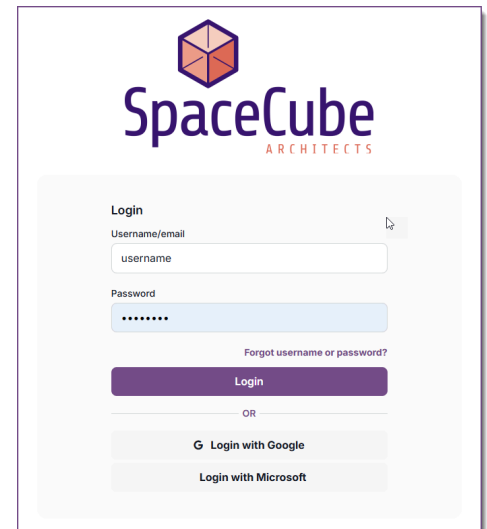 SpaceCube
ARCHITECTS
Login
Username/email
username
Password
••••••••
Forgot username or password?
Login
OR
G Login with Google
Login with Microsoft